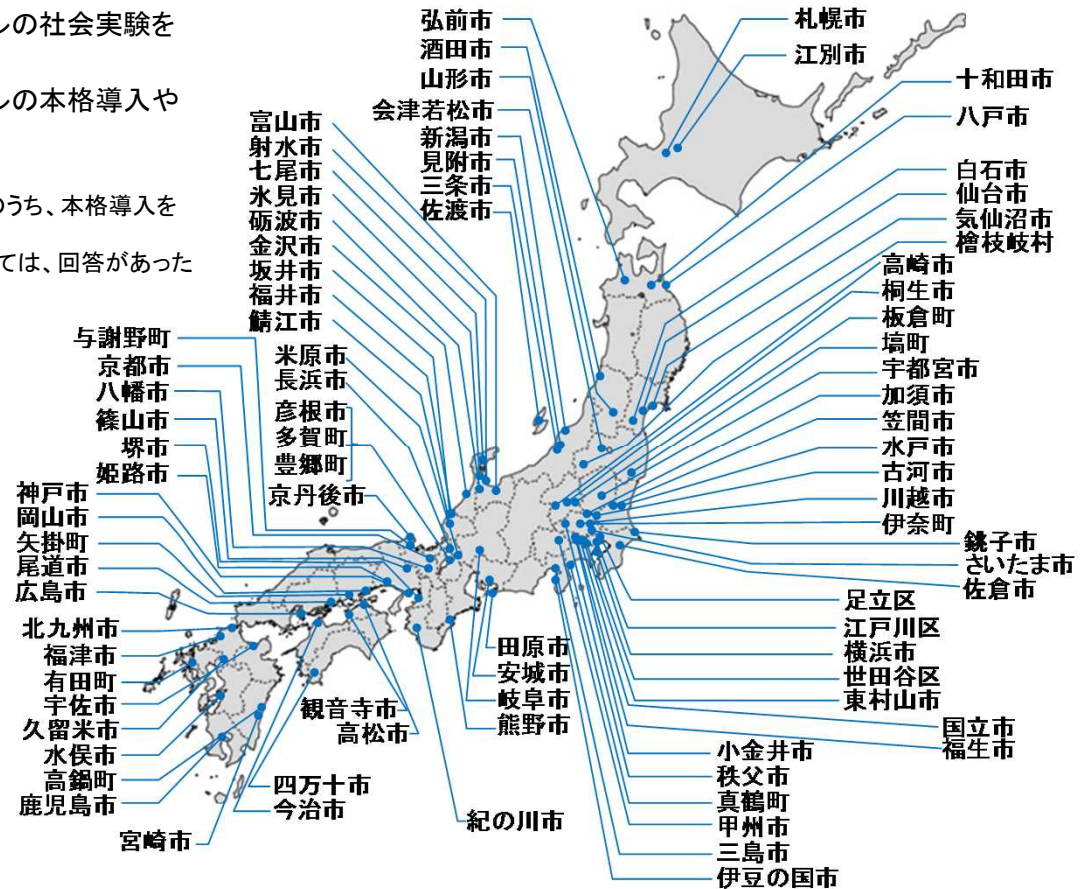 ルの社会実験を
ルの本格導入や
のうち、本格導入を
ては、回答があった
弘前市
酒田市
山形市
会津若松市
新潟市
見附市
三条市
佐渡市
富山市
射水市
七尾市
氷見市
砺波市
金沢市
坂井市
福井市
鯖江市
米原市
長浜市
彦根市
多賀町
豊郷町
京丹後市
与謝野町
京都市
八幡市
篠山市
堺市
姫路市
神戸市
岡山市
矢掛町
尾道市
広島市
北九州市
福津市
有田町
宇佐市
久留米市
水俣市
高鍋町
鹿児島市
宮崎市
四万十市
今治市
観音寺市
高松市
紀の川市
田原市
安城市
岐阜市
熊野市
札幌市
江別市
十和田市
八戸市
白石市
仙台市
気仙沼市
檜枝岐村
高崎市
桐生市
板倉町
塙町
宇都宮市
加須市
笠間市
水戸市
古河市
川越市
伊奈町
銚子市
さいたま市
佐倉市
足立区
江戸川区
横浜市
世田谷区
東村山市
国立市
福生市
小金井市
秩父市
真鶴町
甲州市
三島市
伊豆の国市